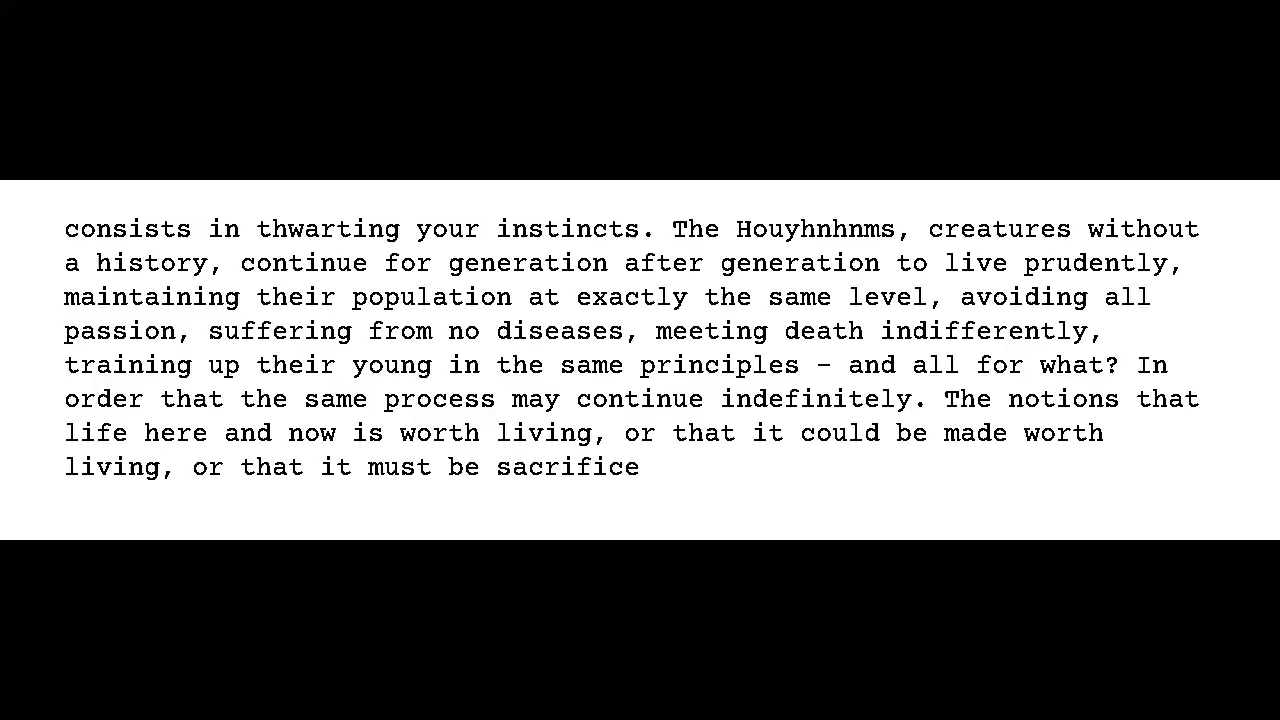 consists in thwarting your instincts. The Houyhnhnms, creatures without
a history, continue for generation after generation to live prudently,
maintaining their population at exactly the same level, avoiding all
passion, suffering from no diseases, meeting death indifferently,
training up their young in the same principles – and all for what? In
order that the same process may continue indefinitely. The notions that
life here and now is worth living, or that it could be made worth
living, or that it must be sacrifice